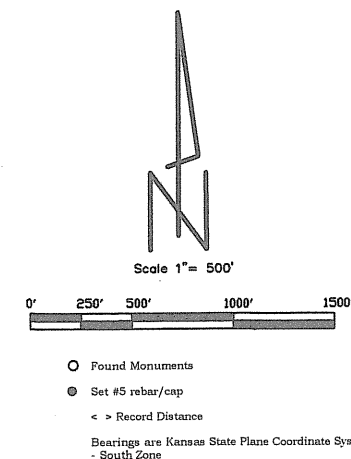 N
Scale 1"= 500'
0' 250' 500' 1000' 1500
Found Monuments
Set #5 rebar/cap
< > Record Distance
Bearings are Kansas State Plane Coordinate Sys
- South Zone